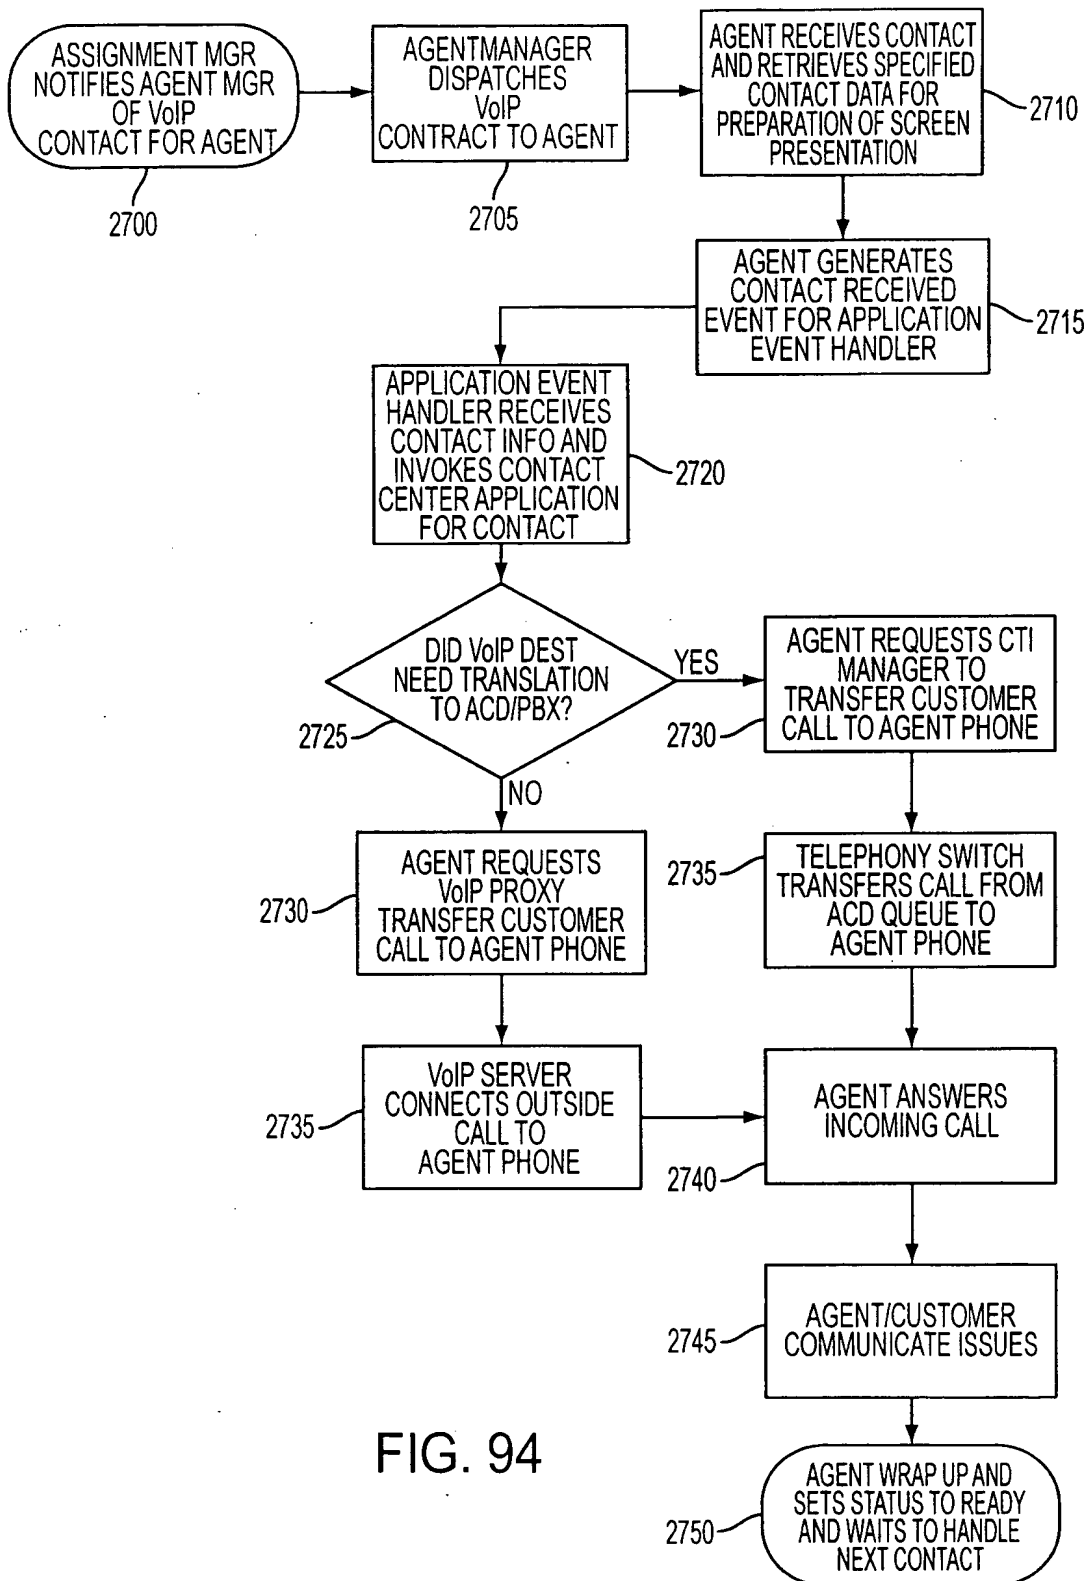 ASSIGNMENT MGR
NOTIFIES AGENT MGR
OF VoIP
CONTACT FOR AGENT
2700
AGENTMANAGER
DISPATCHES
VoIP
CONTRACT TO AGENT
2705
AGENT RECEIVES CONTACT
AND RETRIEVES SPECIFIED
CONTACT DATA FOR
PREPARATION OF SCREEN
PRESENTATION
2710
AGENT GENERATES
CONTACT RECEIVED
EVENT FOR APPLICATION
EVENT HANDLER
2715
APPLICATION EVENT
HANDLER RECEIVES
CONTACT INFO AND
INVOKES CONTACT
CENTER APPLICATION
FOR CONTACT
2720
DID VoIP DEST
NEED TRANSLATION
TO ACD/PBX?
2725
YES
NO
AGENT REQUESTS CTI
MANAGER TO
TRANSFER CUSTOMER
CALL TO AGENT PHONE
2730
AGENT REQUESTS
VoIP PROXY
TRANSFER CUSTOMER
CALL TO AGENT PHONE
2730
TELEPHONY SWITCH
TRANSFERS CALL FROM
ACD QUEUE TO
AGENT PHONE
2735
VoIP SERVER
CONNECTS OUTSIDE
CALL TO
AGENT PHONE
2735
AGENT ANSWERS
INCOMING CALL
2740
AGENT/CUSTOMER
COMMUNICATE ISSUES
2745
AGENT WRAP UP AND
SETS STATUS TO READY
AND WAITS TO HANDLE
NEXT CONTACT
2750
FIG. 94